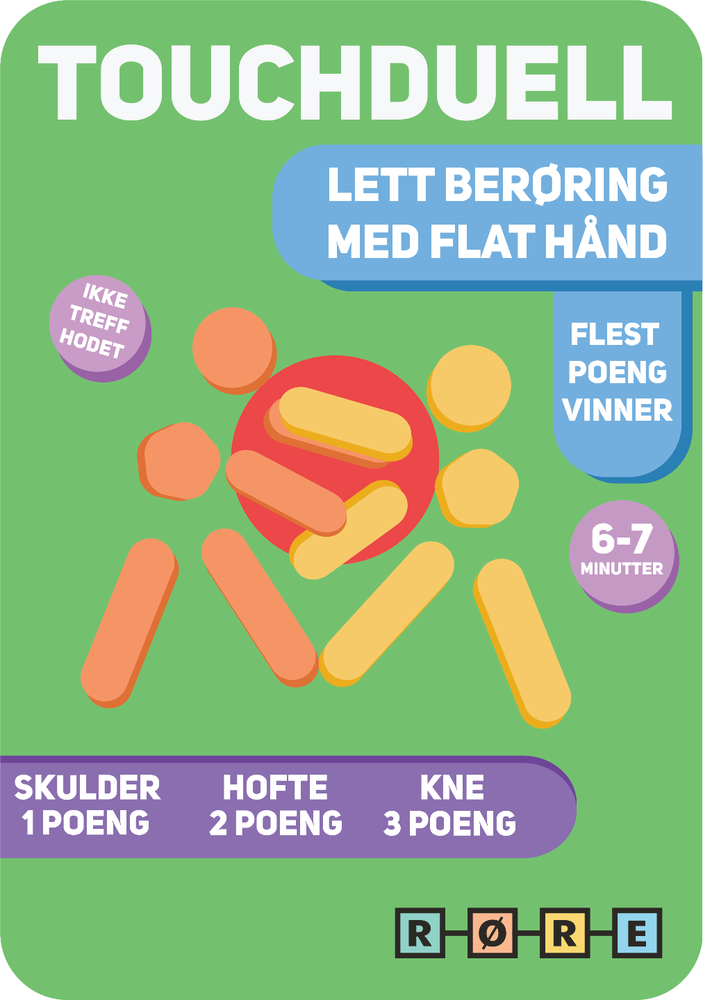 TOUCHDUELL
LETT BERØRING
MED FLAT HÅND
IKKE
TREFF
HODET
FLEST
POENG
VINNER
6-7
MINUTTER
SKULDER
1 POENG
HOFTE
2 POENG
KNE
3 POENG
RØRE